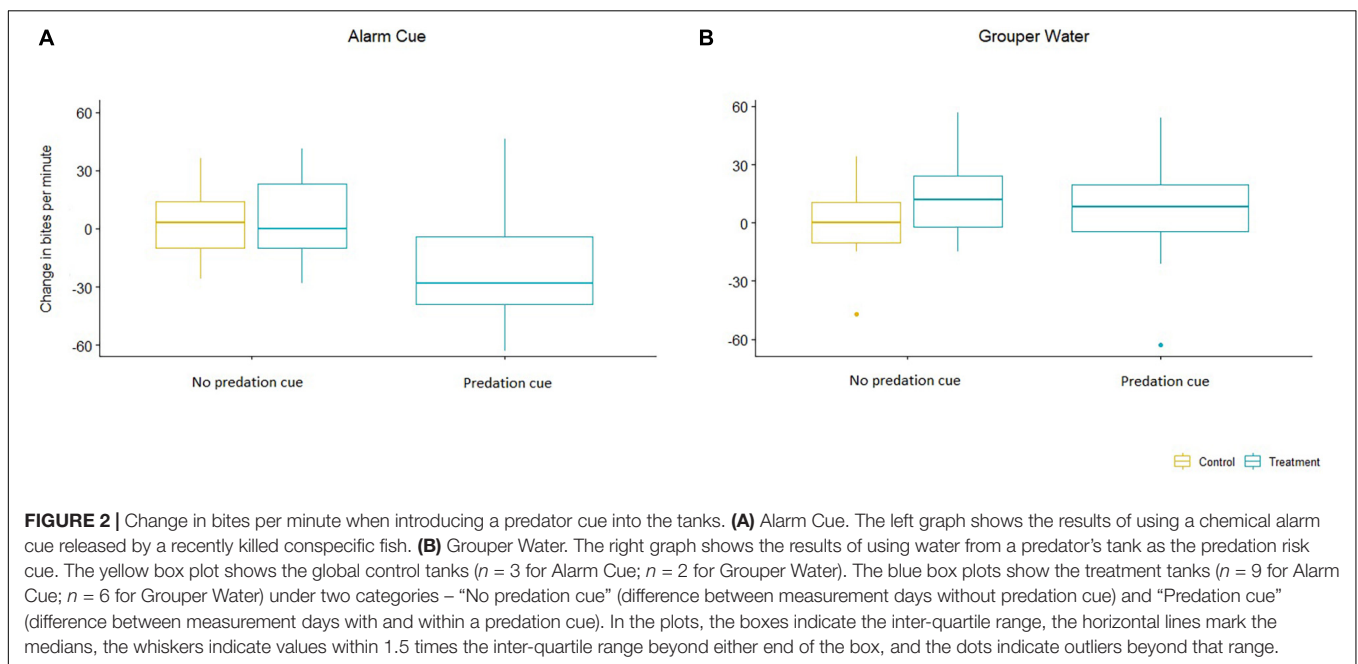 A
Alarm Cue
B
Grouper Water
Change in bites per minute
60
30
0
-30
-60
No predation cue
Predation cue
60
30
0
-30
-60
No predation cue
Predation cue
Control
Treatment
FIGURE 2 | Change in bites per minute when introducing a predator cue into the tanks. (A) Alarm Cue. The left graph shows the results of using a chemical alarm
cue released by a recently killed conspecific fish. (B) Grouper Water. The right graph shows the results of using water from a predator's tank as the predation risk
cue. The yellow box plot shows the global control tanks (n = 3 for Alarm Cue; n = 2 for Grouper Water). The blue box plots show the treatment tanks (n = 9 for Alarm
Cue; n = 6 for Grouper Water) under two categories – "No predation cue" (difference between measurement days without predation cue) and "Predation cue"
(difference between measurement days with and within a predation cue). In the plots, the boxes indicate the inter-quartile range, the horizontal lines mark the
medians, the whiskers indicate values within 1.5 times the inter-quartile range beyond either end of the box, and the dots indicate outliers beyond that range.